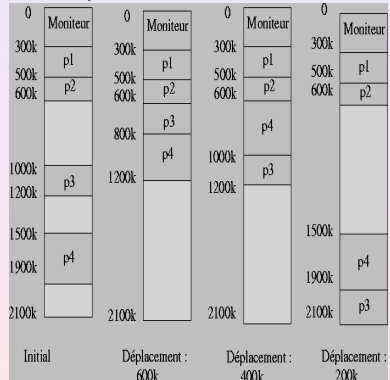 0
Moniteur
300k
p1
500k
p2
600k
1000k
p3
1200k
1500k
p4
1900k
2100k
Initial
0
Moniteur
300k
p1
500k
p2
600k
p3
800k
p4
1200k
2100k
Déplacement :
600k
0
Moniteur
300k
p1
500k
p2
600k
p4
1000k
p3
1200k
2100k
Déplacement :
400k
0
Moniteur
300k
p1
500k
p2
600k
1500k
p4
1900k
p3
2100k
Déplacement :
200k